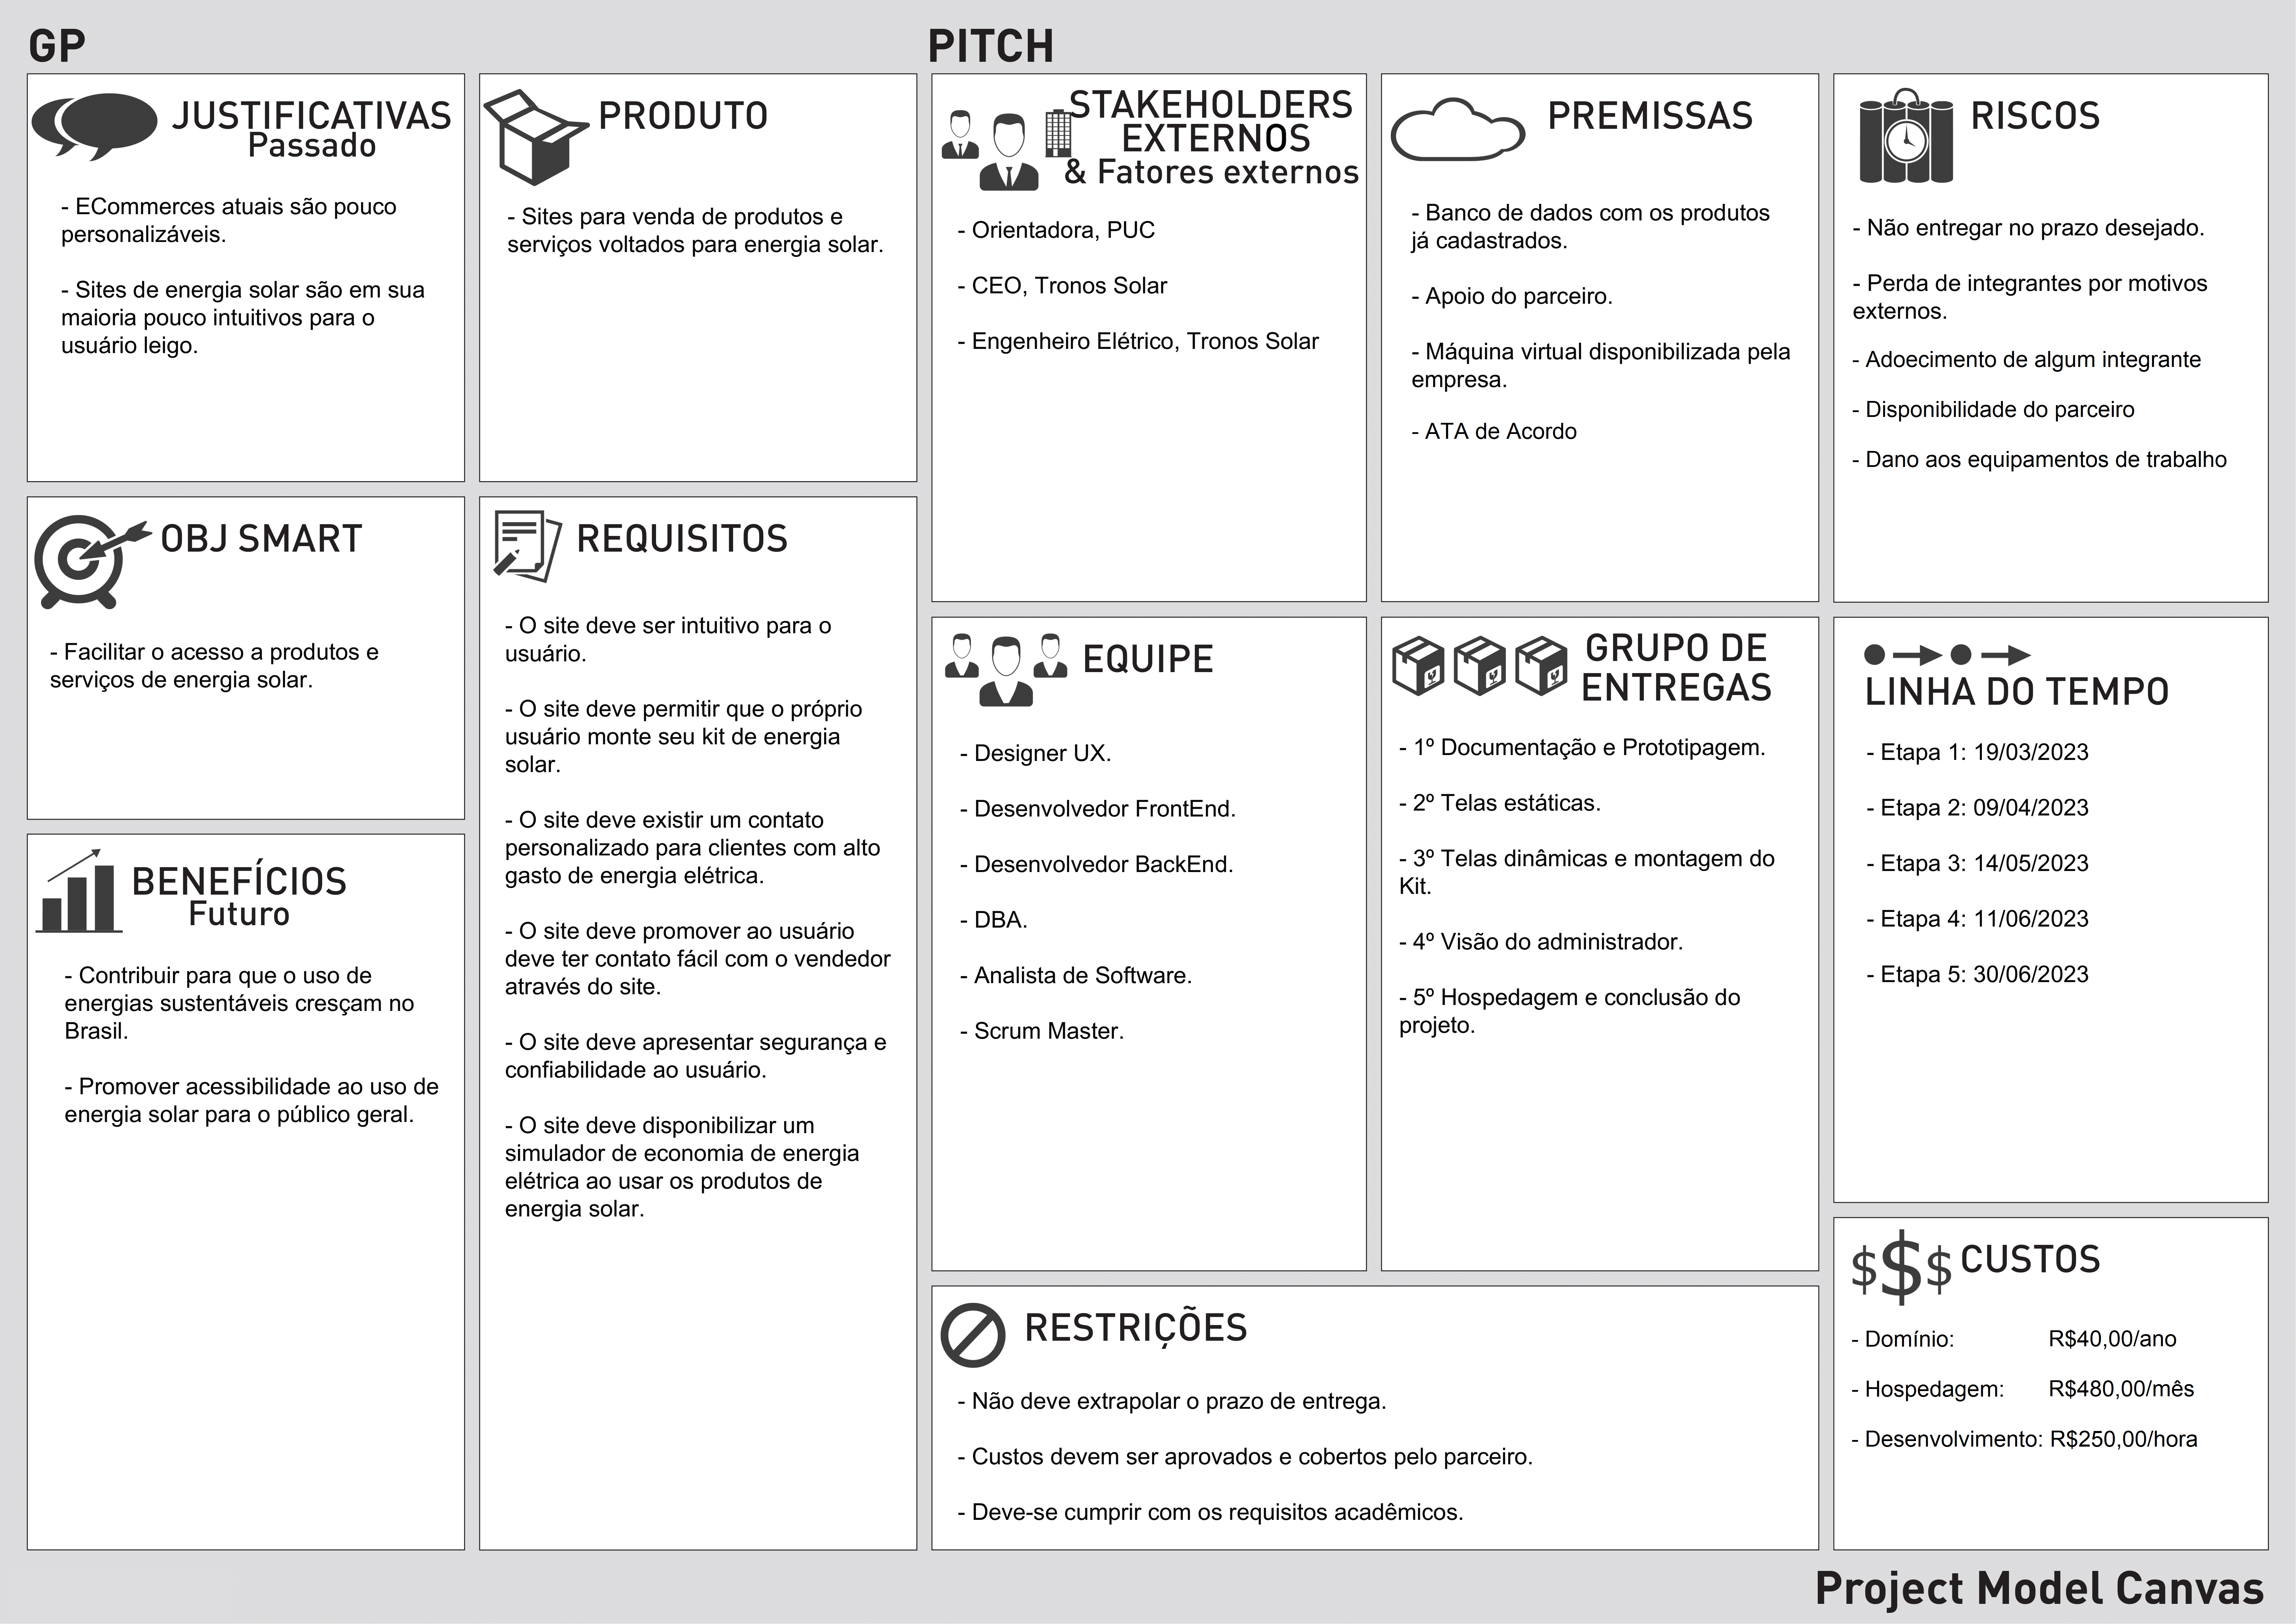 GP
PITCH
JUSTIFICATIVAS
Passado
- ECommerces atuais são pouco
personalizáveis.
- Sites de energia solar são em sua
maioria pouco intuitivos para o
usuário leigo.
PRODUTO
- Sites para venda de produtos e
serviços voltados para energia solar.
STAKEHOLDERS
EXTERNOS
& Fatores externos
- Orientadora, PUC
- CEO, Tronos Solar
- Engenheiro Elétrico, Tronos Solar
PREMISSAS
- Banco de dados com os produtos
já cadastrados.
- Apoio do parceiro.
- Máquina virtual disponibilizada pela
empresa.
- ATA de Acordo
RISCOS
- Não entregar no prazo desejado.
- Perda de integrantes por motivos
externos.
- Adoecimento de algum integrante
- Disponibilidade do parceiro
- Dano aos equipamentos de trabalho
OBJ SMART
- Facilitar o acesso a produtos e
serviços de energia solar.
REQUISITOS
- O site deve ser intuitivo para o
usuário.
- O site deve permitir que o próprio
usuário monte seu kit de energia
solar.
- O site deve existir um contato
personalizado para clientes com alto
gasto de energia elétrica.
- O site deve promover ao usuário
deve ter contato fácil com o vendedor
através do site.
- O site deve apresentar segurança e
confiabilidade ao usuário.
- O site deve disponibilizar um
simulador de economia de energia
elétrica ao usar os produtos de
energia solar.
BENEFÍCIOS
Futuro
- Contribuir para que o uso de
energias sustentáveis cresçam no
Brasil.
- Promover acessibilidade ao uso de
energia solar para o público geral.
EQUIPE
- Designer UX.
- Desenvolvedor FrontEnd.
- Desenvolvedor BackEnd.
- DBA.
- Analista de Software.
- Scrum Master.
GRUPO DE
ENTREGAS
- 1º Documentação e Prototipagem.
- 2º Telas estáticas.
- 3º Telas dinâmicas e montagem do
Kit.
- 4º Visão do administrador.
- 5º Hospedagem e conclusão do
projeto.
LINHA DO TEMPO
- Etapa 1: 19/03/2023
- Etapa 2: 09/04/2023
- Etapa 3: 14/05/2023
- Etapa 4: 11/06/2023
- Etapa 5: 30/06/2023
RESTRIÇÕES
- Não deve extrapolar o prazo de entrega.
- Custos devem ser aprovados e cobertos pelo parceiro.
- Deve-se cumprir com os requisitos acadêmicos.
$$$ CUSTOS
- Domínio: R$40,00/ano
- Hospedagem: R$480,00/mês
- Desenvolvimento: R$250,00/hora
Project Model Canvas